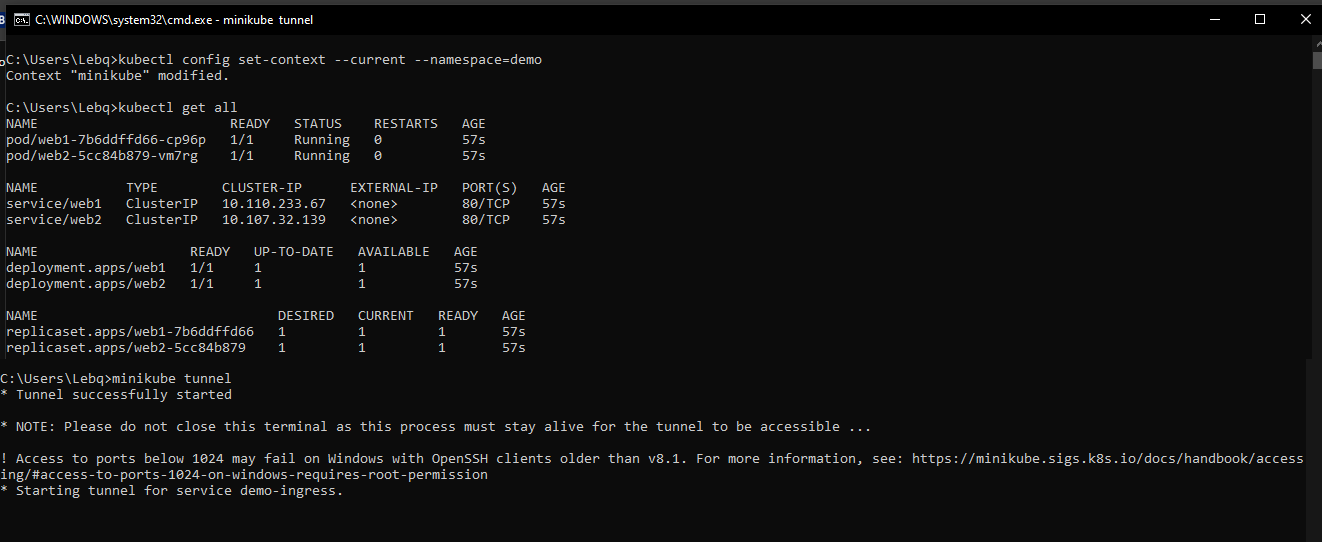 C:\WINDOWS\system32\cmd.exe - minikube tunnel
C:\Users\Lebq>kubectl config set-context --current --namespace=demo
Context "minikube" modified.
C:\Users\Lebq>kubectl get all
NAME READY STATUS RESTARTS AGE
pod/web1-7b6ddffd66-cp96p 1/1 Running 0 57s
pod/web2-5cc84b879-vm7rg 1/1 Running 0 57s
NAME TYPE CLUSTER-IP EXTERNAL-IP PORT(S) AGE
service/web1 ClusterIP 10.110.233.67 <none> 80/TCP 57s
service/web2 ClusterIP 10.107.32.139 <none> 80/TCP 57s
NAME READY UP-TO-DATE AVAILABLE AGE
deployment.apps/web1 1/1 1 1 57s
deployment.apps/web2 1/1 1 1 57s
NAME DESIRED CURRENT READY AGE
replicaset.apps/web1-7b6ddffd66 1 1 1 57s
replicaset.apps/web2-5cc84b879 1 1 1 57s
C:\Users\Lebq>minikube tunnel
* Tunnel successfully started
* NOTE: Please do not close this terminal as this process must stay alive for the tunnel to be accessible ...
! Access to ports below 1024 may fail on Windows with OpenSSH clients older than v8.1. For more information, see: https://minikube.sigs.k8s.io/docs/handbook/access
ing/#access-to-ports-1024-on-windows-requires-root-permission
* Starting tunnel for service demo-ingress.